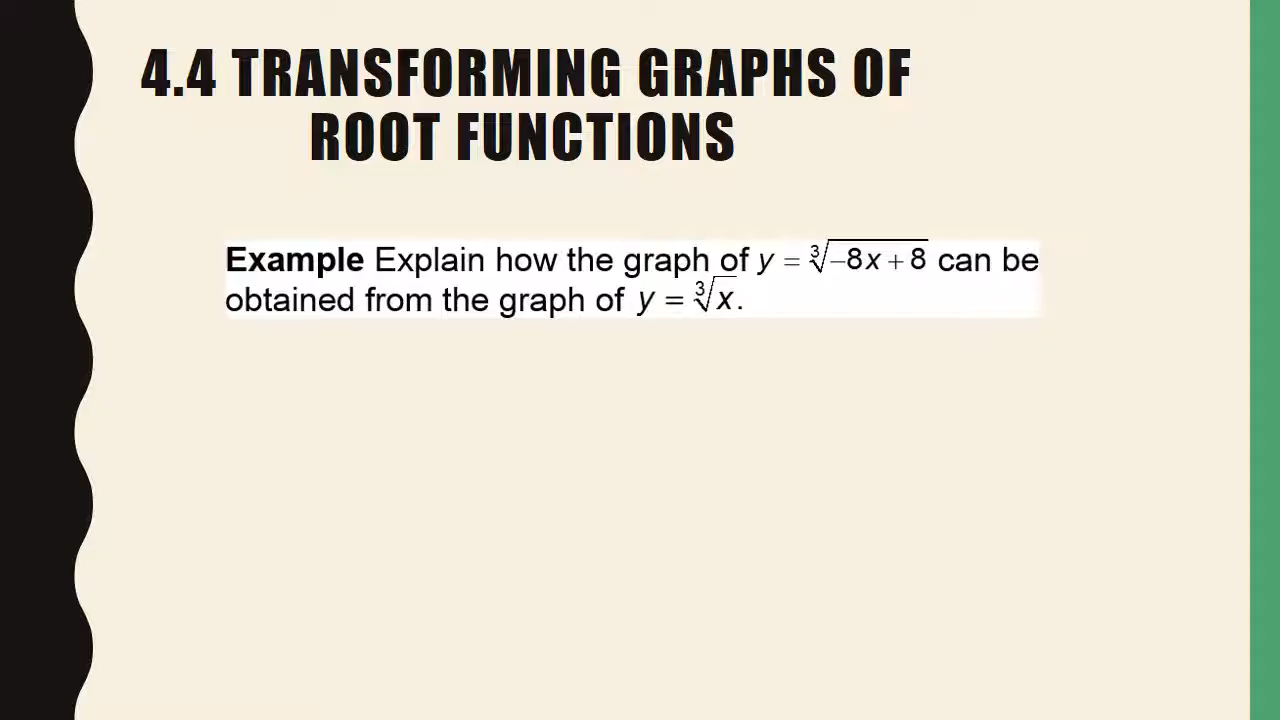 4.4 TRANSFORMING GRAPHS OF
ROOT FUNCTIONS
Example Explain how the graph of y = ∛(−8x + 8) can be
obtained from the graph of y = ∛x.